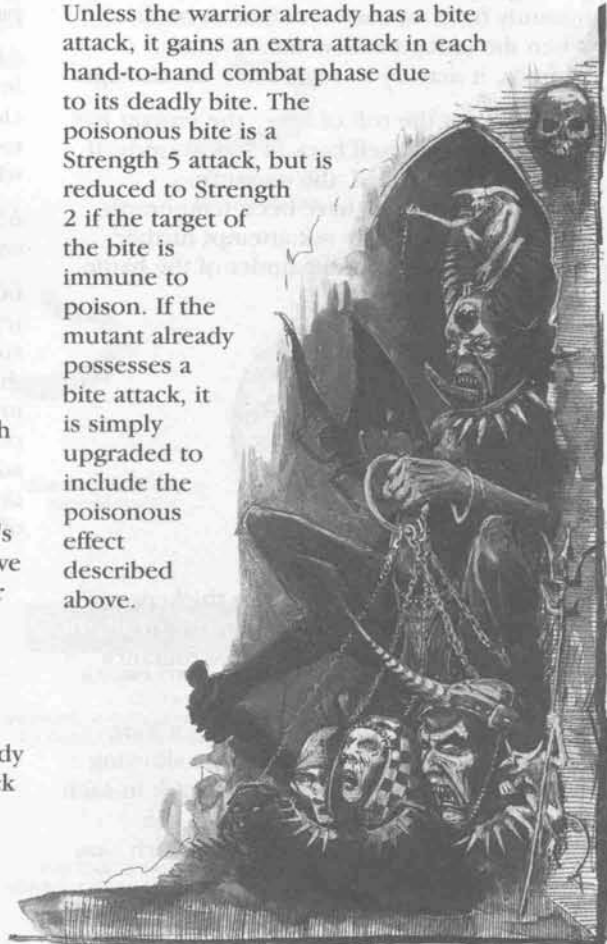 Unless the warrior already has a bite
attack, it gains an extra attack in each
hand-to-hand combat phase due
to its deadly bite. The
poisonous bite is a
Strength 5 attack, but is
reduced to Strength
2 if the target of
the bite is
immune to
poison. If the
mutant already
possesses a
bite attack, it
is simply
upgraded to
include the
poisonous
effect
described
above.